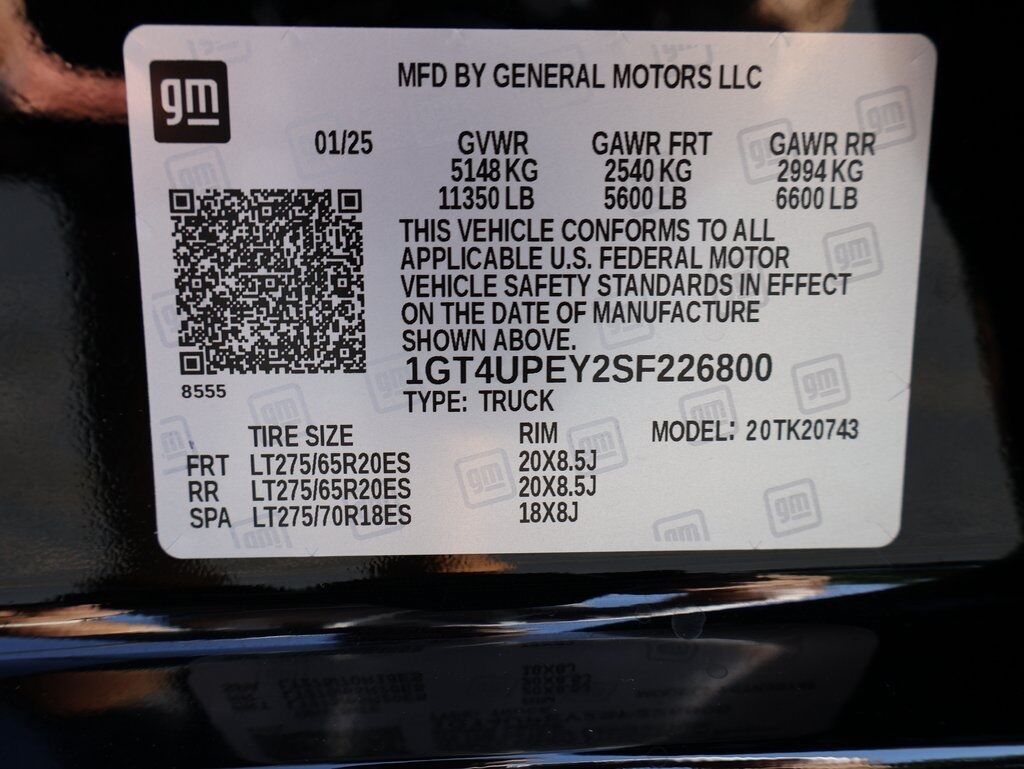 gm
MFD BY GENERAL MOTORS LLC
01/25 GVWR GAWR FRT GAWR RR
5148 KG 2540 KG 2994 KG
11350 LB 5600 LB 6600 LB
THIS VEHICLE CONFORMS TO ALL
APPLICABLE U.S. FEDERAL MOTOR
VEHICLE SAFETY STANDARDS IN EFFECT
ON THE DATE OF MANUFACTURE
SHOWN ABOVE.
8555
1GT4UPEY2SF226800
TYPE: TRUCK
TIRE SIZE RIM MODEL: 20TK20743
FRT LT275/65R20ES 20X8.5J
RR LT275/65R20ES 20X8.5J
SPA LT275/70R18ES 18X8J